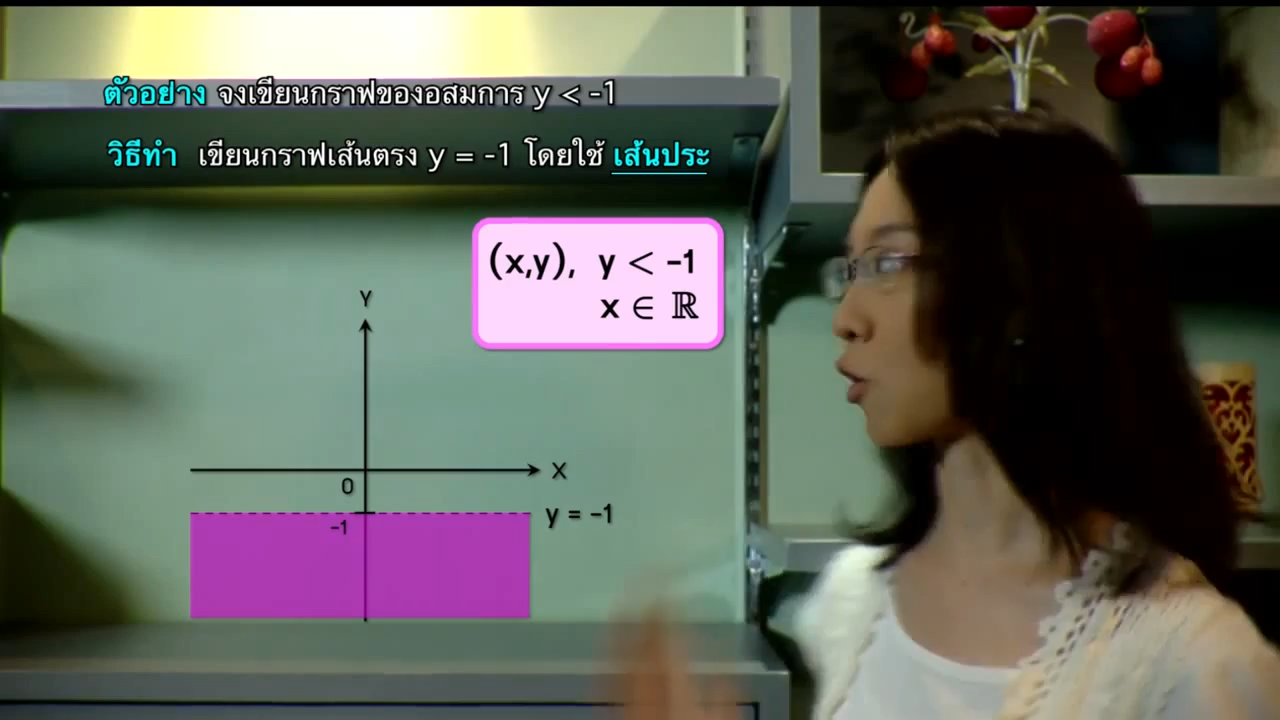 ตัวอย่าง จงเขียนกราฟของอสมการ y < -1
วิธีทำ เขียนกราฟเส้นตรง y = -1 โดยใช้ เส้นประ
(x,y), y < -1
x ∈ ℝ
Y
X
0
y = -1
-1